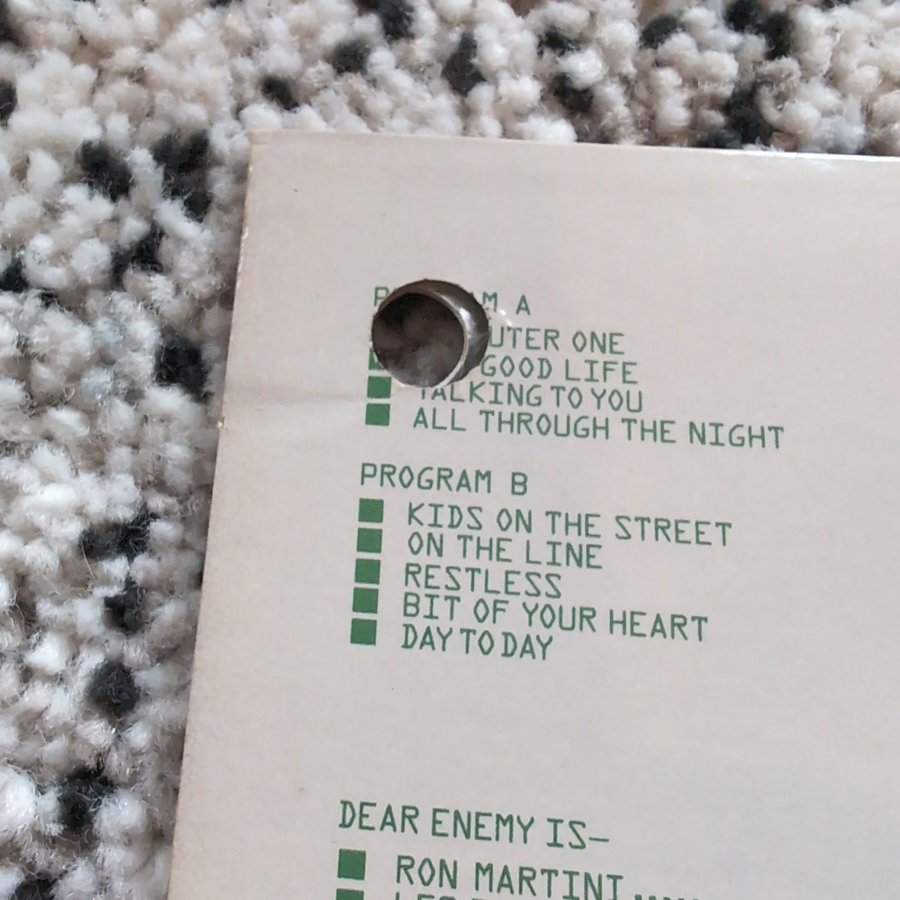 A
ONE
GOOD LIFE
TALKING TO YOU
ALL THROUGH THE NIGHT
PROGRAM B
KIDS ON THE STREET
ON THE LINE
RESTLESS
BIT OF YOUR HEART
DAY TO DAY
DEAR ENEMY IS—
RON MARTINI